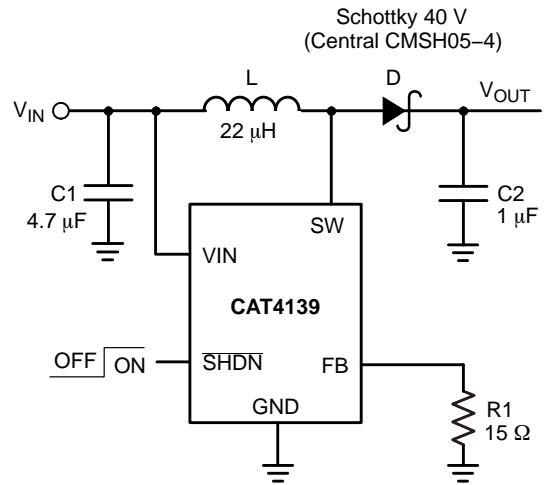 Schottky 40 V
(Central CMSH05–4)
L
D
VIN
VOUT
22 μH
C1
4.7 μF
C2
1 μF
SW
VIN
CAT4139
OFF ON
SHDN
FB
GND
R1
15 Ω